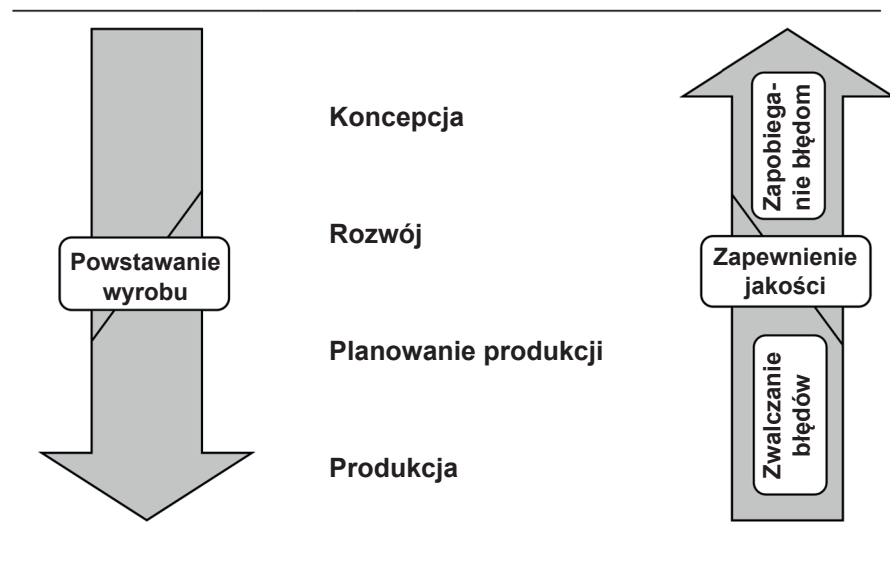 Koncepcja
Rozwój
Planowanie produkcji
Produkcja
Powstawanie
wyrobu
Zapobiega-
nie błędom
Zapewnienie
jakości
Zwalczanie
błędów